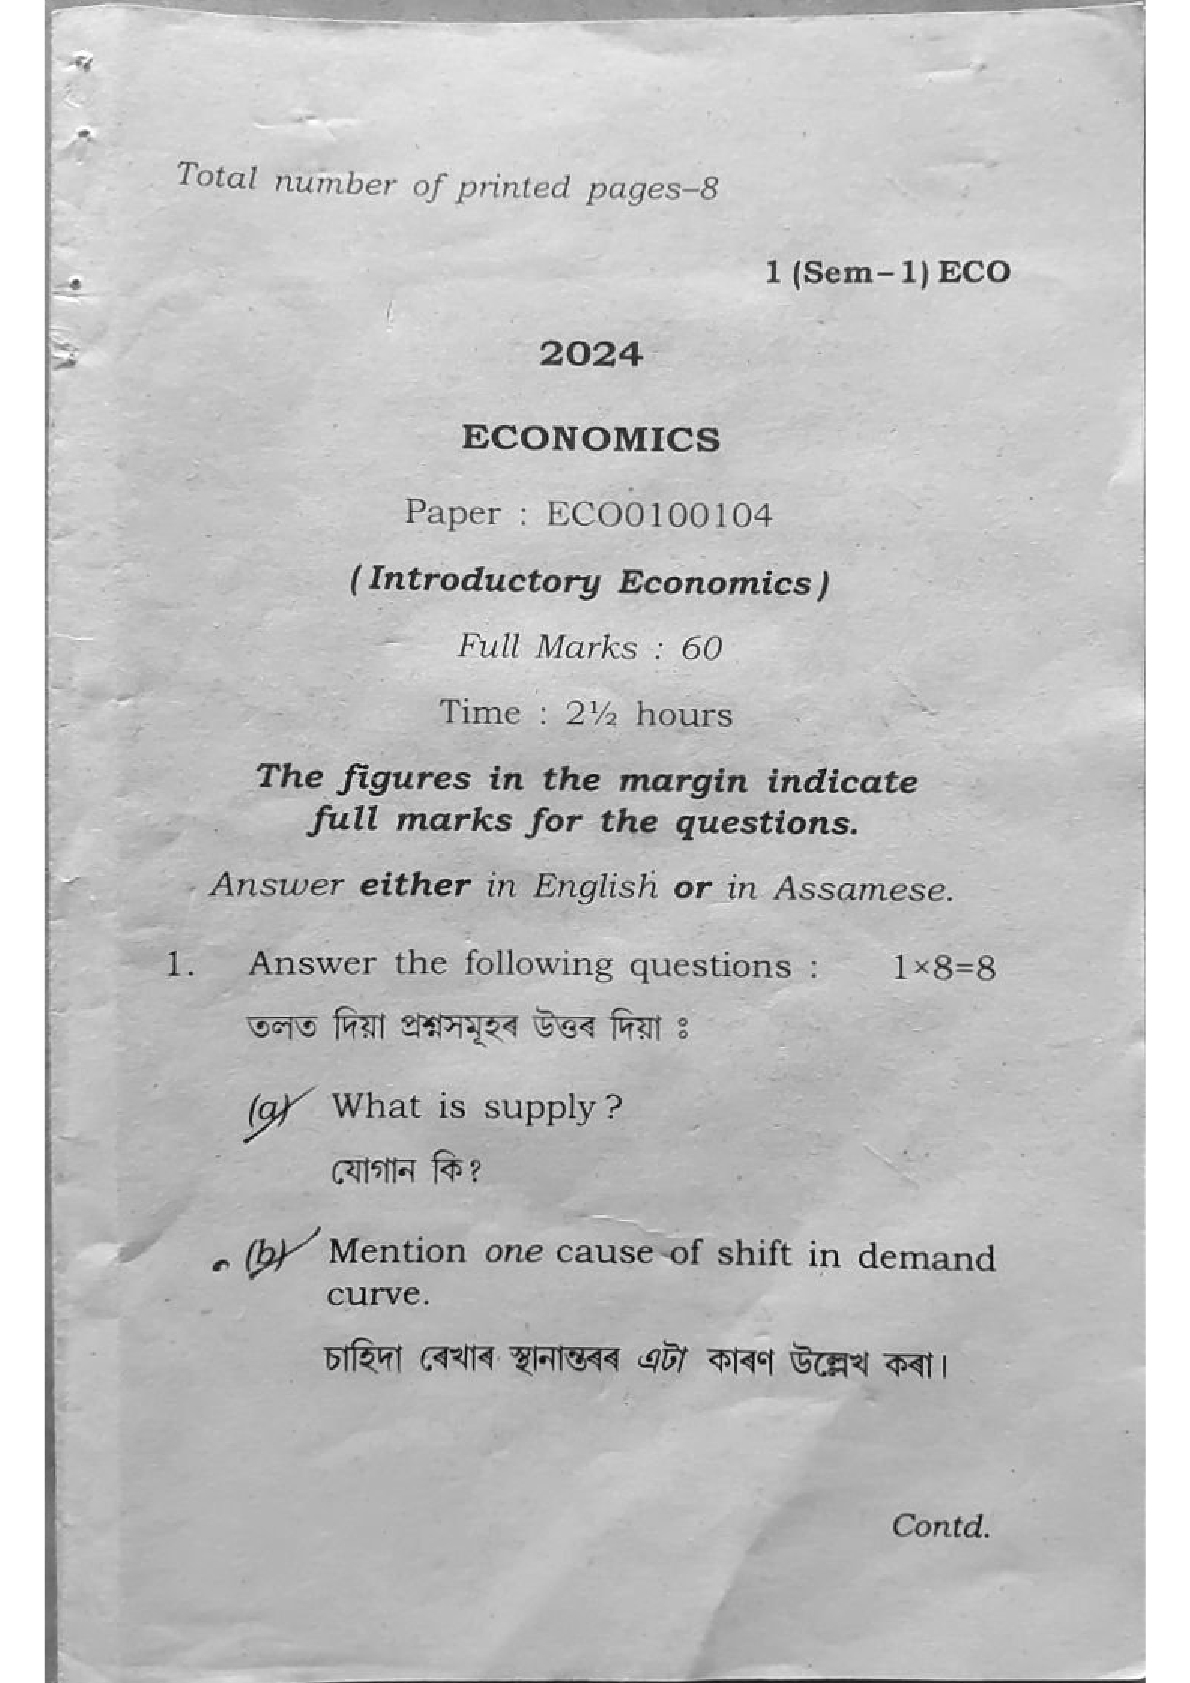 Total number of printed pages–8
1 (Sem–1) ECO
2024
ECONOMICS
Paper : ECO0100104
(Introductory Economics)
Full Marks : 60
Time : 2½ hours
The figures in the margin indicate
full marks for the questions.
Answer either in English or in Assamese.
1. Answer the following questions : 1×8=8
তলত দিয়া প্ৰশ্নসমূহৰ উত্তৰ দিয়া ঃ
(a) What is supply?
যোগান কি?
(b) Mention one cause of shift in demand
curve.
চাহিদা ৰেখাৰ স্থানান্তৰৰ এটা কাৰণ উল্লেখ কৰা।
Contd.